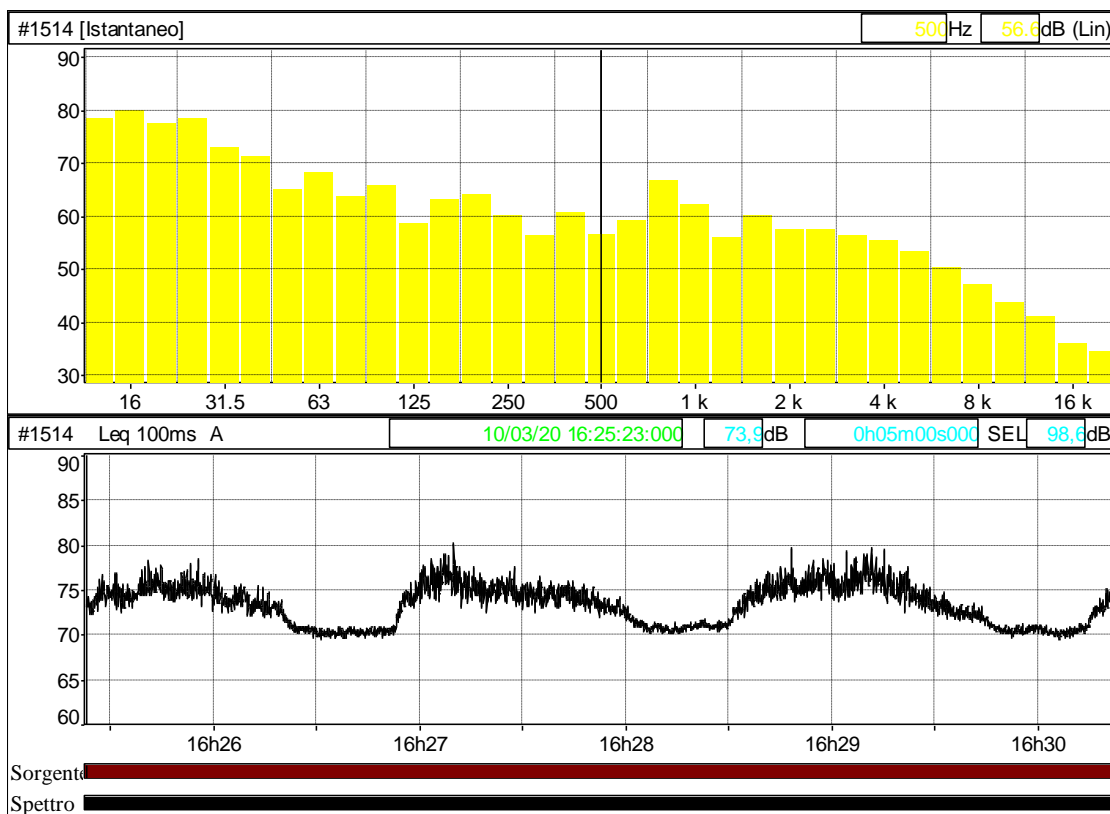 #1514 [Istantaneo] 500Hz 56.6dB (Lin)
90
80
70
60
50
40
30
16 31.5 63 125 250 500 1 k 2 k 4 k 8 k 16 k
#1514 Leq 100ms A 10/03/20 16:25:23:000 73,9dB 0h05m00s000 SEL 98,6dB
90
85
80
75
70
65
60
16h26 16h27 16h28 16h29 16h30
Sorgente
Spettro